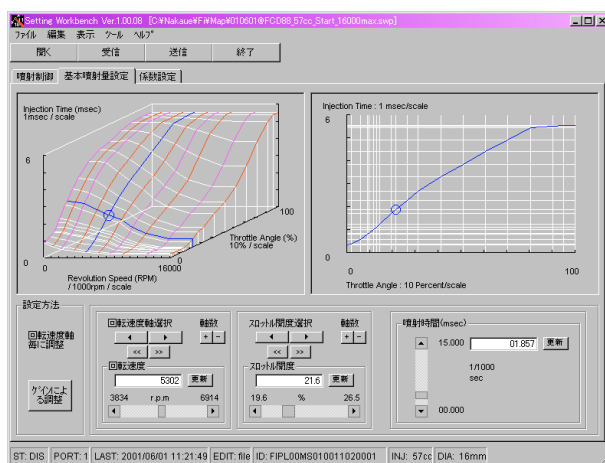 Setting Workbench Ver.1.00.08 [C:¥Nakaue¥Fi¥Map¥010601@FCD88_57cc_Start_16000max.swp]
ﾌｧｲﾙ 編集 表示 ﾂｰﾙ ﾍﾙﾌﾟ
開く 受信 送信 終了
噴射制御 基本噴射量設定 係数設定
Injection Time (msec)
1msec / scale
6
0
0
16000
0
100
Throttle Angle (%)
10% / scale
Revolution Speed (RPM)
/ 1000rpm / scale
Injection Time : 1 msec/scale
6
0
0
100
Throttle Angle : 10 Percent/scale
設定方法
回転速度軸
毎に調整
ｹﾞｲﾝによ
る調整
回転速度軸選択 軸数
+ -
<< >>
回転速度
5302 更新
3834 r.p.m 6914
ｽﾛｯﾄﾙ開度選択 軸数
+ -
<< >>
ｽﾛｯﾄﾙ開度
21.6 更新
19.6 % 26.5
噴射時間(msec)
15.000 01.857 更新
1/1000
sec
00.000
ST: DIS PORT: 1 LAST: 2001/06/01 11:21:49 EDIT: file ID: FIPL00MS010011020001 INJ: 57cc DIA: 16mm